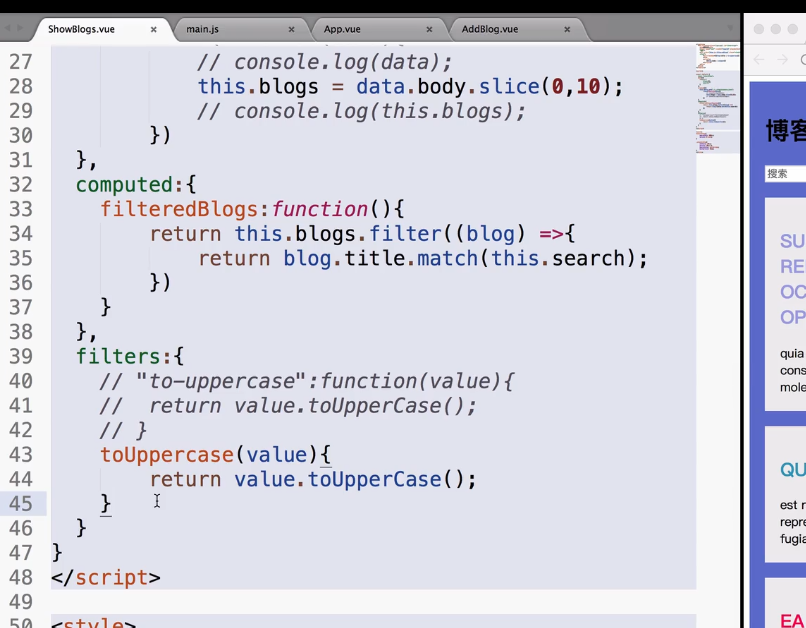 ShowBlogs.vue × main.js × App.vue × AddBlog.vue ×
27 // console.log(data);
28 this.blogs = data.body.slice(0,10);
29 // console.log(this.blogs);
30 })
31 },
32 computed:{
33 filteredBlogs:function(){
34 return this.blogs.filter((blog) =>{
35 return blog.title.match(this.search);
36 })
37 }
38 },
39 filters:{
40 // "to-uppercase":function(value){
41 // return value.toUpperCase();
42 // }
43 toUppercase(value){
44 return value.toUpperCase();
45 }
46 }
47 }
48 </script>
49
50 <style>
博客
搜索
SU
RE
OC
OP
quia
cons
mole
QU
est r
repre
fugia
EA